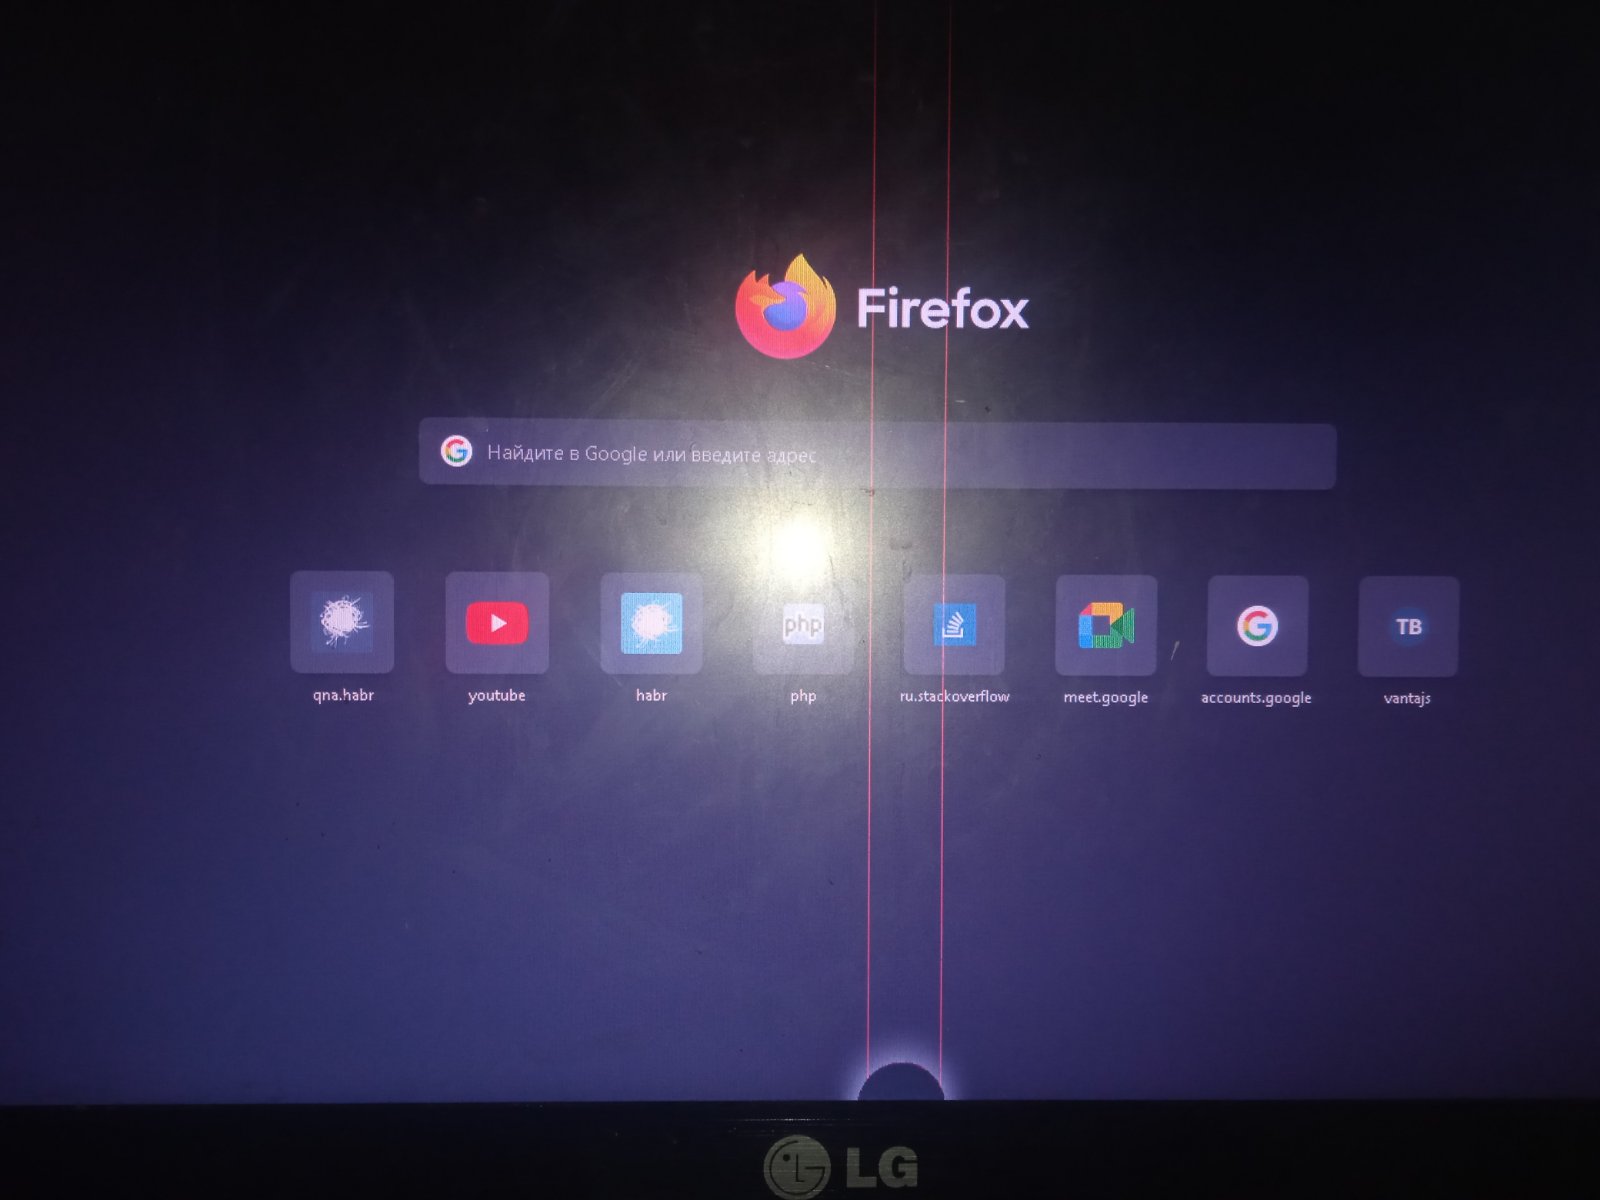 Firefox
Найдите в Google или введите адрес
php
TB
qna.habr
youtube
habr
php
ru.stackoverflow
meet.google
accounts.google
vantajs
LG